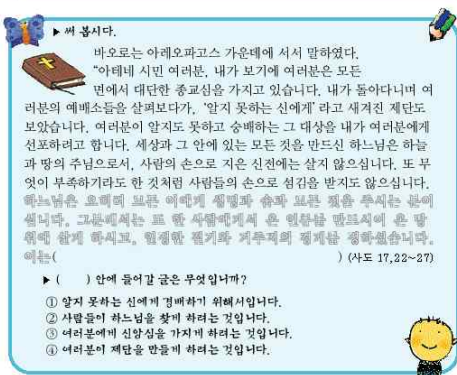 ▶ 써 봅시다.
바오로는 아레오파고스 가운데에 서서 말하였다.
“아테네 시민 여러분, 내가 보기에 여러분은 모든
면에서 대단한 종교심을 가지고 있습니다. 내가 돌아다니며 여
러분의 예배소들을 살펴보다가, ‘알지 못하는 신에게’ 라고 새겨진 제단도
보았습니다. 여러분이 알지도 못하고 숭배하는 그 대상을 내가 여러분에게
선포하려고 합니다. 세상과 그 안에 있는 모든 것을 만드신 하느님은 하늘
과 땅의 주님으로서, 사람의 손으로 지은 신전에는 살지 않으십니다. 또 무
엇이 부족하기라도 한 것처럼 사람들의 손으로 섬김을 받지도 않으십니다.
하느님은 오히려 모든 이에게 생명과 숨과 모든 것을 주시는 분이
십니다. 그분께서는 또 한 사람에게서 온 인류를 만드시어 온 땅
위에 살게 하시고, 일정한 절기와 거주지의 경계를 정하셨습니다.
이는( ) (사도 17,22~27)
▶ ( ) 안에 들어갈 글은 무엇입니까?
① 알지 못하는 신에게 경배하기 위해서입니다.
② 사람들이 하느님을 찾게 하려는 것입니다.
③ 여러분에게 신앙심을 가지게 하려는 것입니다.
④ 여러분이 제단을 만들게 하려는 것입니다.